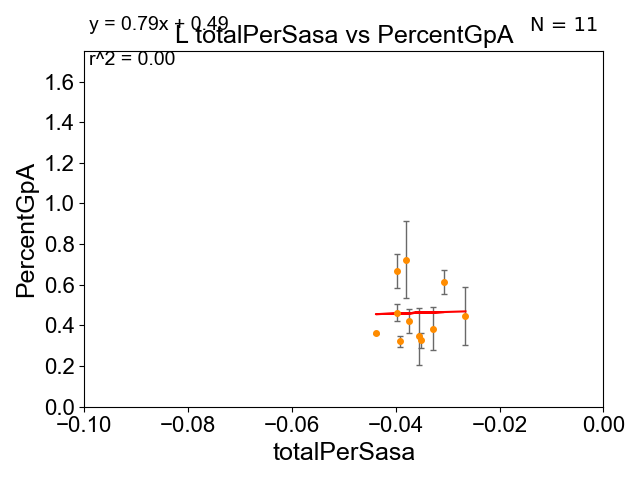 y = 0.79x + 0.49
N = 11
L totalPerSasa vs PercentGpA
r^2 = 0.00
1.6
1.4
1.2
1.0
0.8
0.6
0.4
0.2
0.0
PercentGpA
−0.10
−0.08
−0.06
−0.04
−0.02
0.00
totalPerSasa